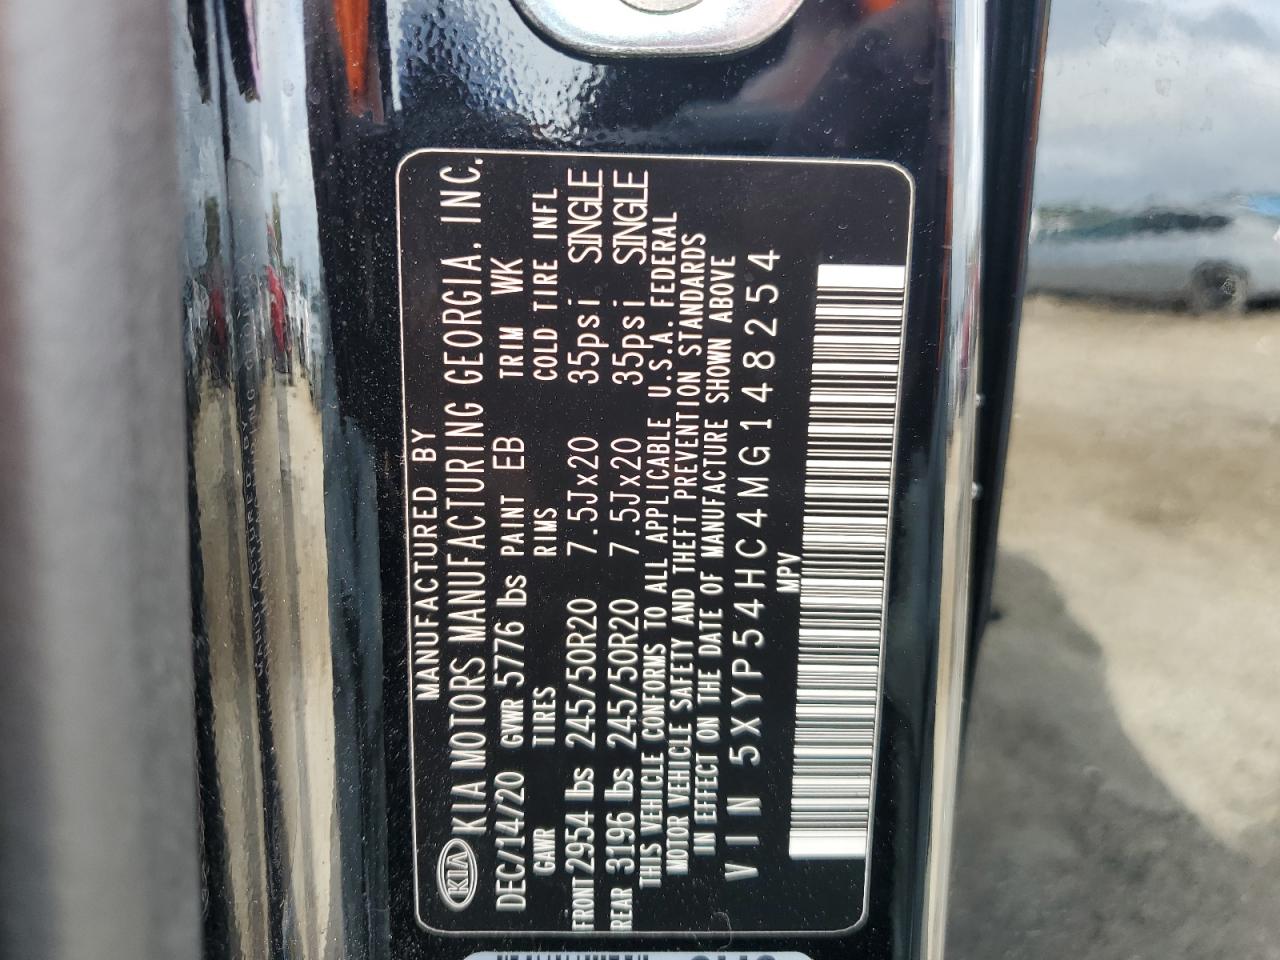 MANUFACTURED BY
KIA KIA MOTORS MANUFACTURING GEORGIA, INC.
DEC/14/20 GVWR 5776 lbs PAINT EB TRIM WK
GAWR TIRES RIMS COLD TIRE INFL
FRONT 2954 lbs 245/50R20 7.5Jx20 35psi SINGLE
REAR 3196 lbs 245/50R20 7.5Jx20 35psi SINGLE
THIS VEHICLE CONFORMS TO ALL APPLICABLE U.S.A. FEDERAL
MOTOR VEHICLE SAFETY AND THEFT PREVENTION STANDARDS
IN EFFECT ON THE DATE OF MANUFACTURE SHOWN ABOVE
VIN 5XYP54HC4MG148254
MPV